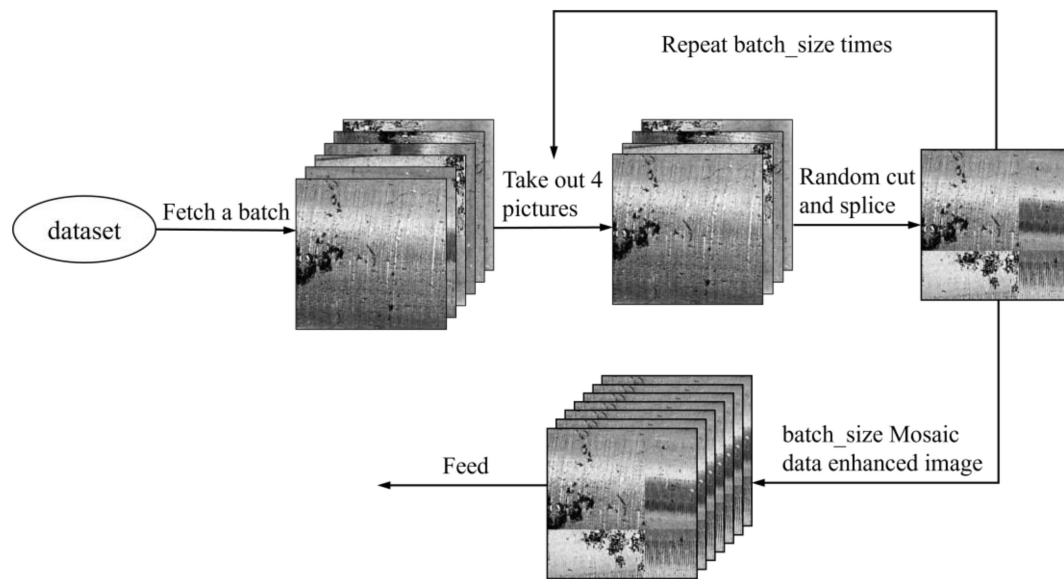 Repeat batch_size times
dataset
Fetch a batch
Take out 4
pictures
Random cut
and splice
batch_size Mosaic
data enhanced image
Feed